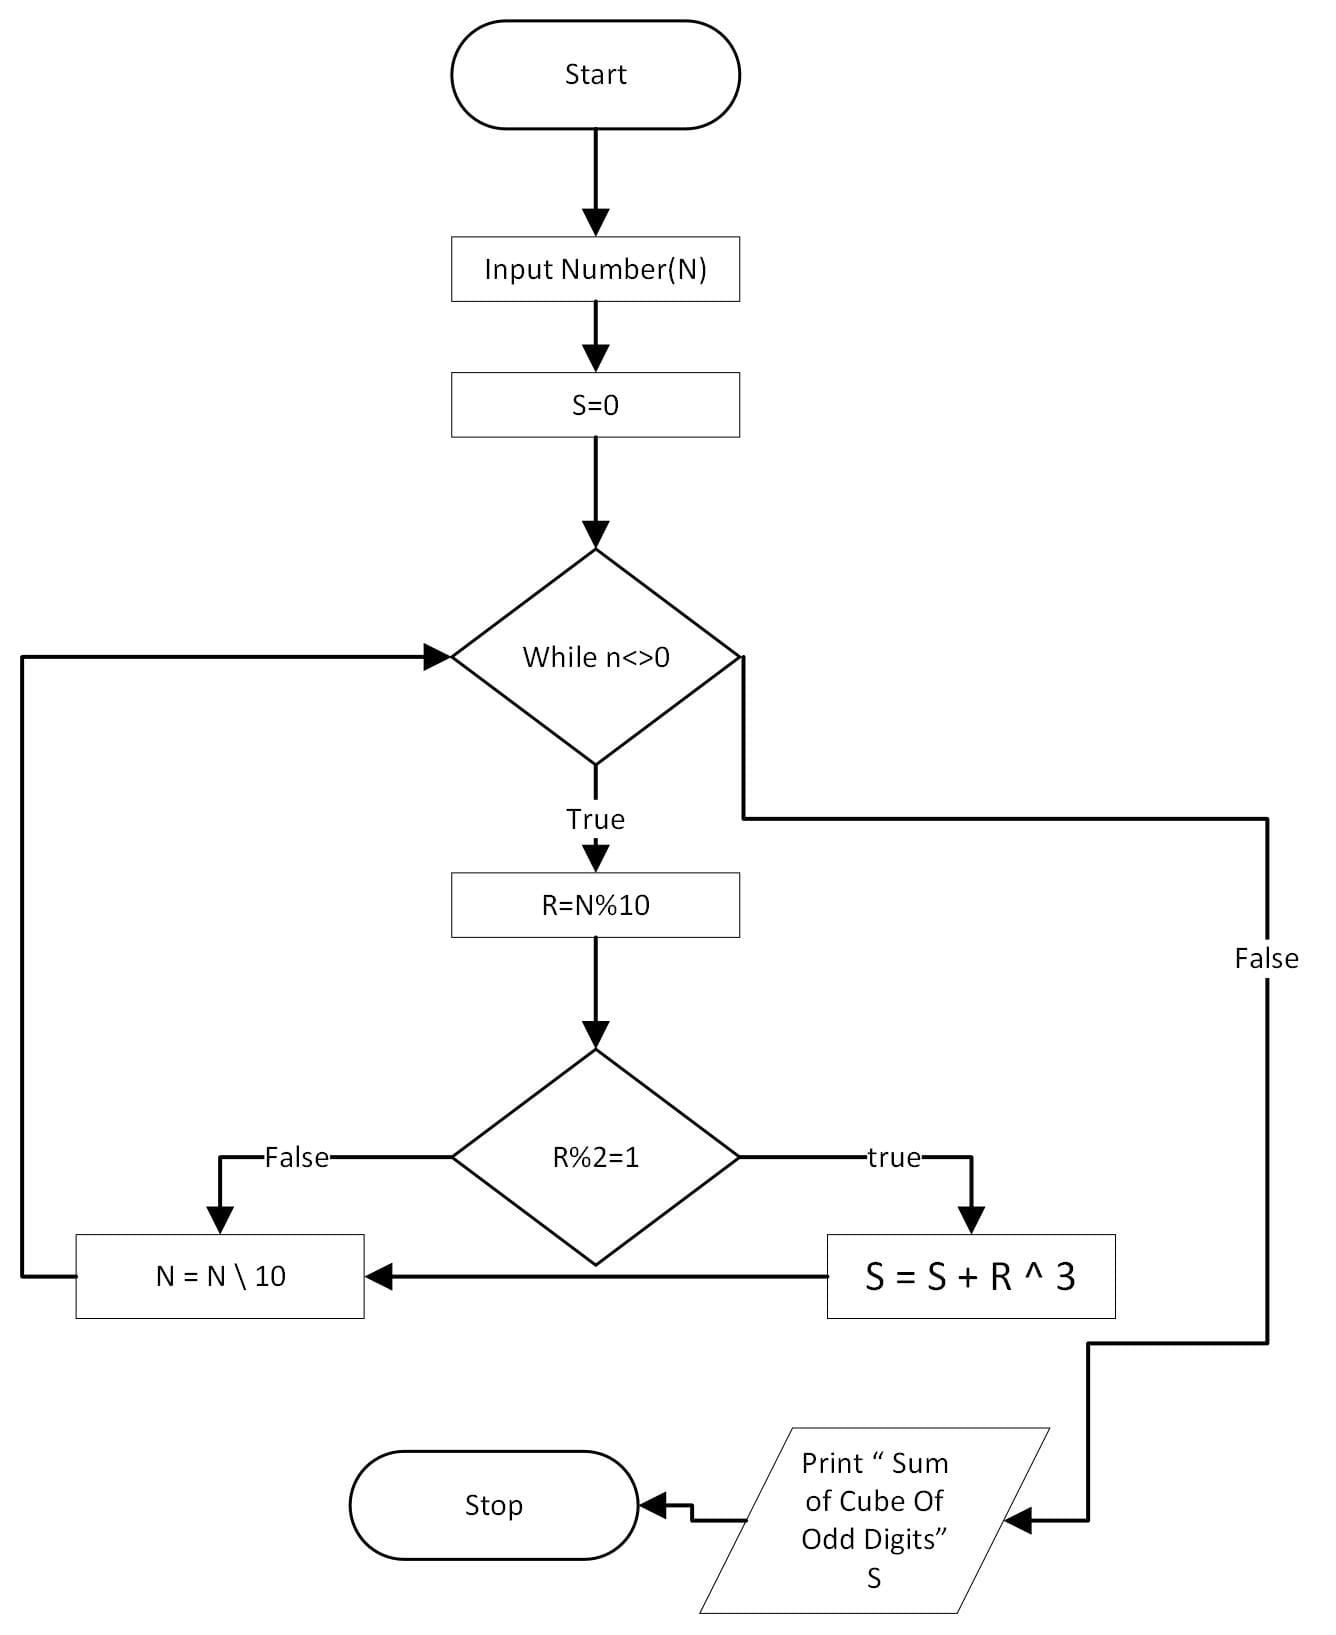 Start
Input Number(N)
S=0
While n<>0
True
R=N%10
False
R%2=1
False
true
N = N \ 10
S = S + R ^ 3
Print “ Sum
of Cube Of
Odd Digits”
S
Stop